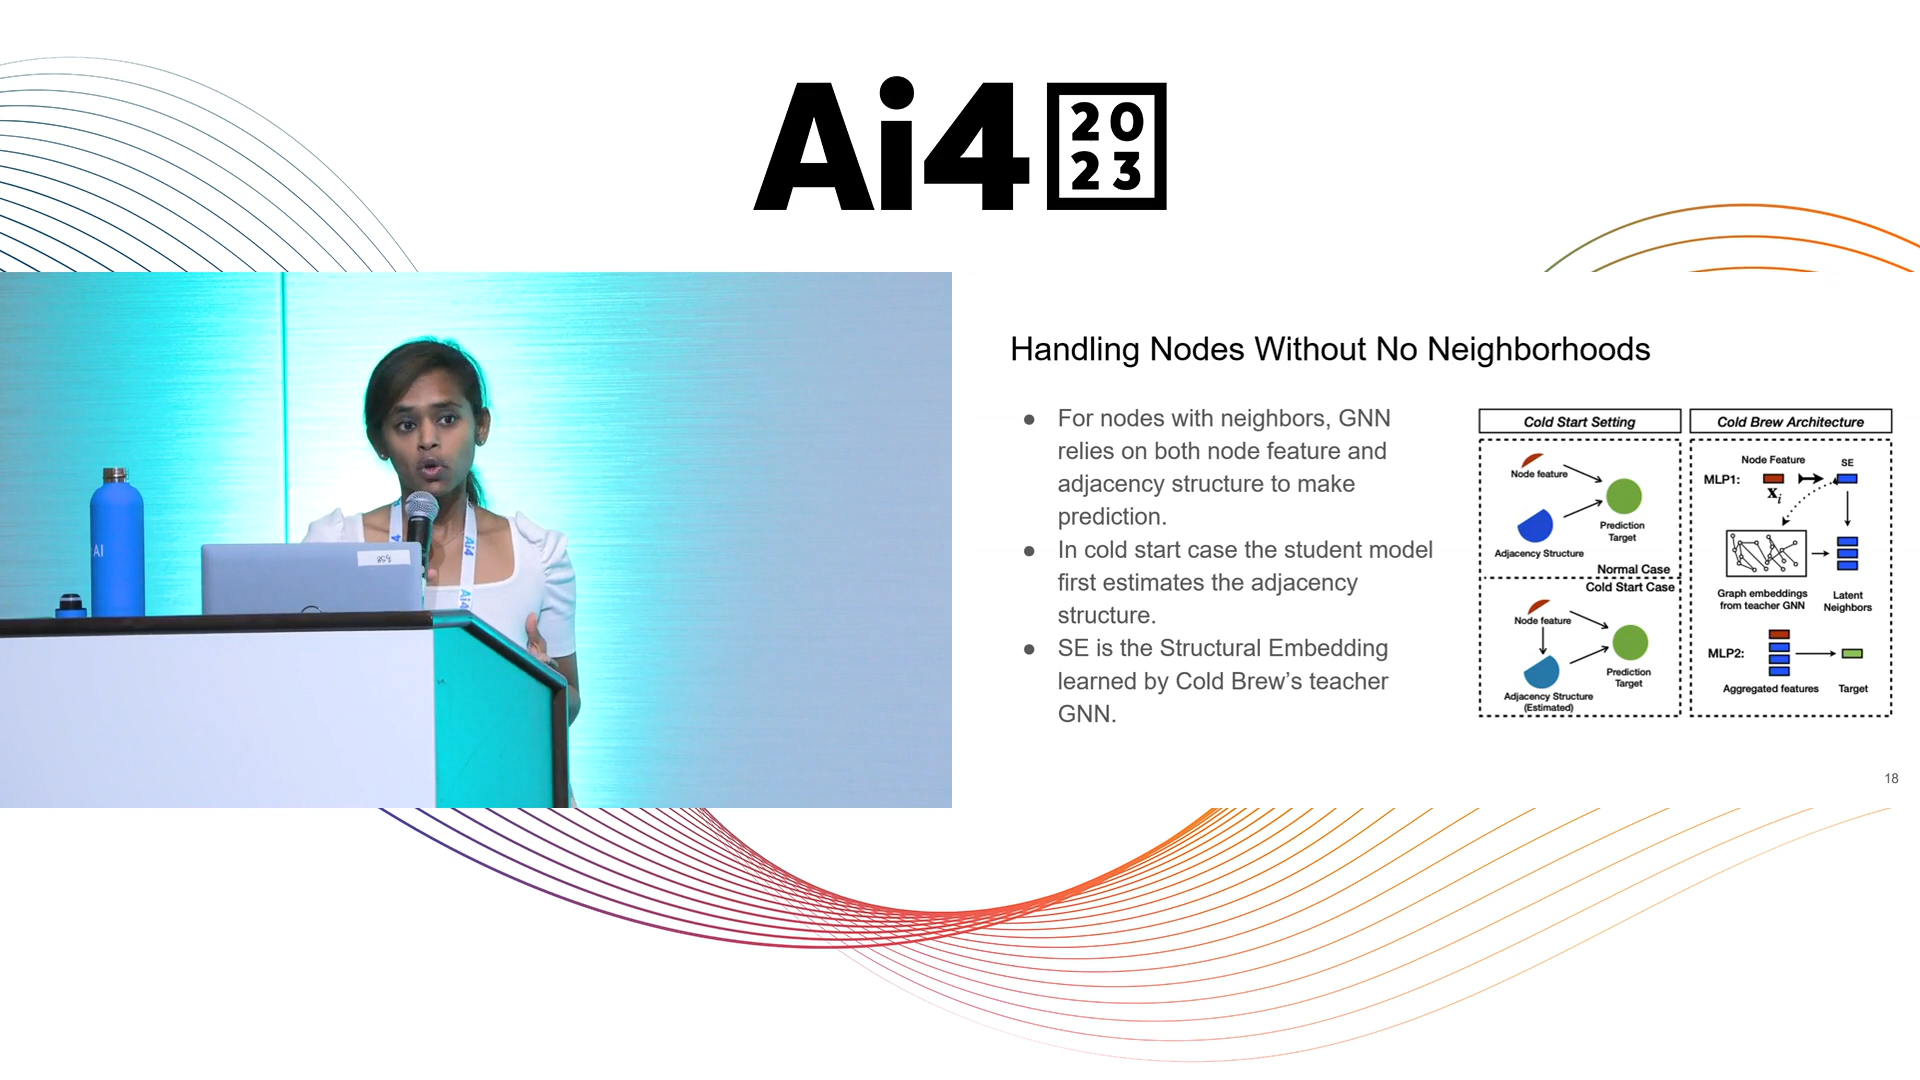 Ai4 20
23
AI
Ai4
Ai4
Handling Nodes Without No Neighborhoods
● For nodes with neighbors, GNN
relies on both node feature and
adjacency structure to make
prediction.
● In cold start case the student model
first estimates the adjacency
structure.
● SE is the Structural Embedding
learned by Cold Brew’s teacher
GNN.
Cold Start Setting
Node feature
Adjacency Structure
Prediction
Target
Normal Case
Cold Start Case
Node feature
Adjacency Structure
(Estimated)
Prediction
Target
Cold Brew Architecture
Node Feature
SE
MLP1:
xi
Graph embeddings
from teacher GNN
Latent
Neighbors
MLP2:
Aggregated features
Target
18